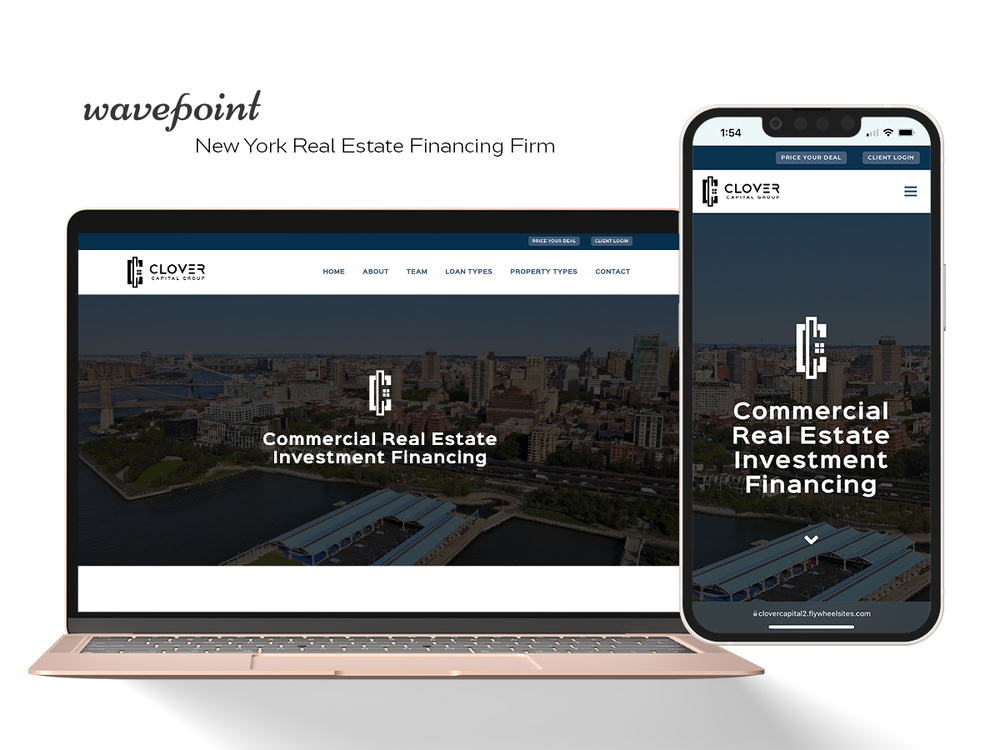 wavepoint
New York Real Estate Financing Firm
PRICE YOUR DEAL CLIENT LOGIN
CLOVER
CAPITAL GROUP
HOME ABOUT TEAM LOAN TYPES PROPERTY TYPES CONTACT
Commercial Real Estate
Investment Financing
1:54
PRICE YOUR DEAL CLIENT LOGIN
CLOVER
CAPITAL GROUP
Commercial
Real Estate
Investment
Financing
clovercapital2.flywheelsites.com